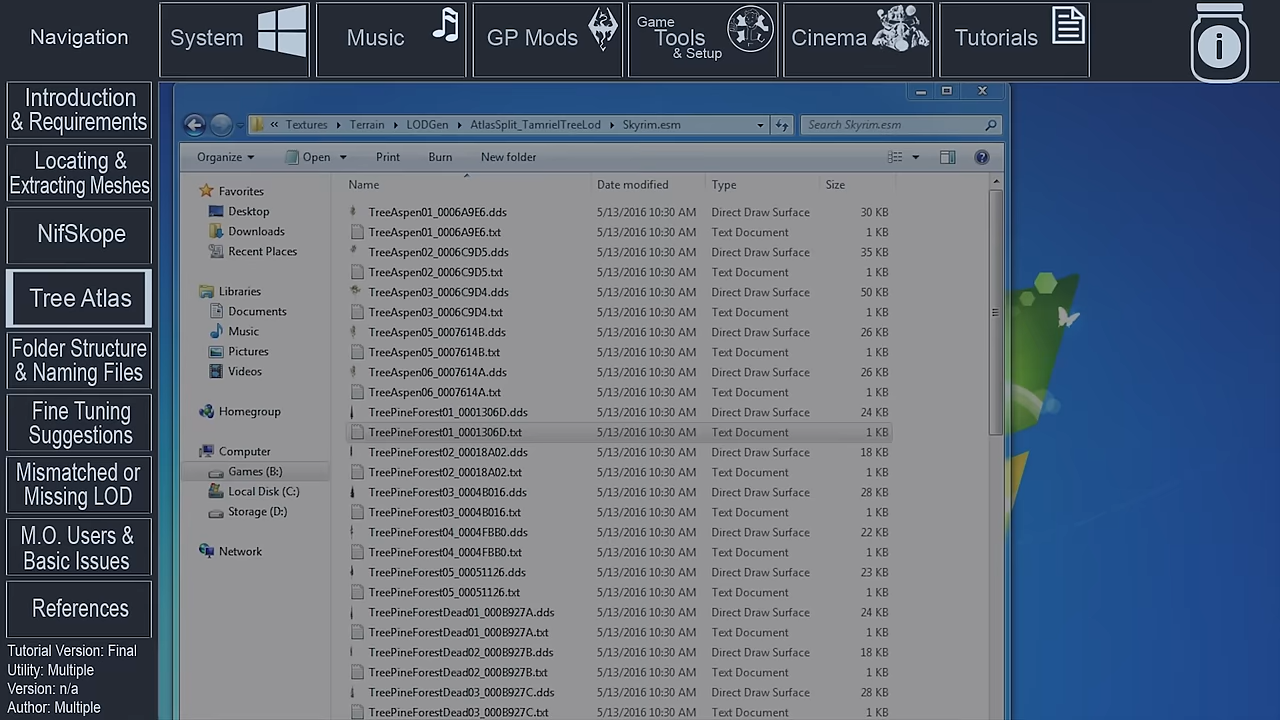 Navigation
System
Music
GP Mods
Game
Tools
& Setup
Cinema
Tutorials
i
Introduction
& Requirements
Locating &
Extracting Meshes
NifSkope
Tree Atlas
Folder Structure
& Naming Files
Fine Tuning
Suggestions
Mismatched or
Missing LOD
M.O. Users &
Basic Issues
References
Tutorial Version: Final
Utility: Multiple
Version: n/a
Author: Multiple
« Textures Terrain LODGen AtlasSplit_TamrielTreeLod Skyrim.esm
Search Skyrim.esm
Organize Open Print Burn New folder
Favorites
Desktop
Downloads
Recent Places
Libraries
Documents
Music
Pictures
Videos
Homegroup
Computer
Games (B:)
Local Disk (C:)
Storage (D:)
Network
Name Date modified Type Size
TreeAspen01_0006A9E6.dds 5/13/2016 10:30 AM Direct Draw Surface 30 KB
TreeAspen01_0006A9E6.txt 5/13/2016 10:30 AM Text Document 1 KB
TreeAspen02_0006C9D5.dds 5/13/2016 10:30 AM Direct Draw Surface 35 KB
TreeAspen02_0006C9D5.txt 5/13/2016 10:30 AM Text Document 1 KB
TreeAspen03_0006C9D4.dds 5/13/2016 10:30 AM Direct Draw Surface 50 KB
TreeAspen03_0006C9D4.txt 5/13/2016 10:30 AM Text Document 1 KB
TreeAspen05_0007614B.dds 5/13/2016 10:30 AM Direct Draw Surface 26 KB
TreeAspen05_0007614B.txt 5/13/2016 10:30 AM Text Document 1 KB
TreeAspen06_0007614A.dds 5/13/2016 10:30 AM Direct Draw Surface 26 KB
TreeAspen06_0007614A.txt 5/13/2016 10:30 AM Text Document 1 KB
TreePineForest01_0001306D.dds 5/13/2016 10:30 AM Direct Draw Surface 24 KB
TreePineForest01_0001306D.txt 5/13/2016 10:30 AM Text Document 1 KB
TreePineForest02_00018A02.dds 5/13/2016 10:30 AM Direct Draw Surface 18 KB
TreePineForest02_00018A02.txt 5/13/2016 10:30 AM Text Document 1 KB
TreePineForest03_0004B016.dds 5/13/2016 10:30 AM Direct Draw Surface 28 KB
TreePineForest03_0004B016.txt 5/13/2016 10:30 AM Text Document 1 KB
TreePineForest04_0004FBB0.dds 5/13/2016 10:30 AM Direct Draw Surface 22 KB
TreePineForest04_0004FBB0.txt 5/13/2016 10:30 AM Text Document 1 KB
TreePineForest05_00051126.dds 5/13/2016 10:30 AM Direct Draw Surface 23 KB
TreePineForest05_00051126.txt 5/13/2016 10:30 AM Text Document 1 KB
TreePineForestDead01_000B927A.dds 5/13/2016 10:30 AM Direct Draw Surface 24 KB
TreePineForestDead01_000B927A.txt 5/13/2016 10:30 AM Text Document 1 KB
TreePineForestDead02_000B927B.dds 5/13/2016 10:30 AM Direct Draw Surface 18 KB
TreePineForestDead02_000B927B.txt 5/13/2016 10:30 AM Text Document 1 KB
TreePineForestDead03_000B927C.dds 5/13/2016 10:30 AM Direct Draw Surface 28 KB
TreePineForestDead03_000B927C.txt 5/13/2016 10:30 AM Text Document 1 KB